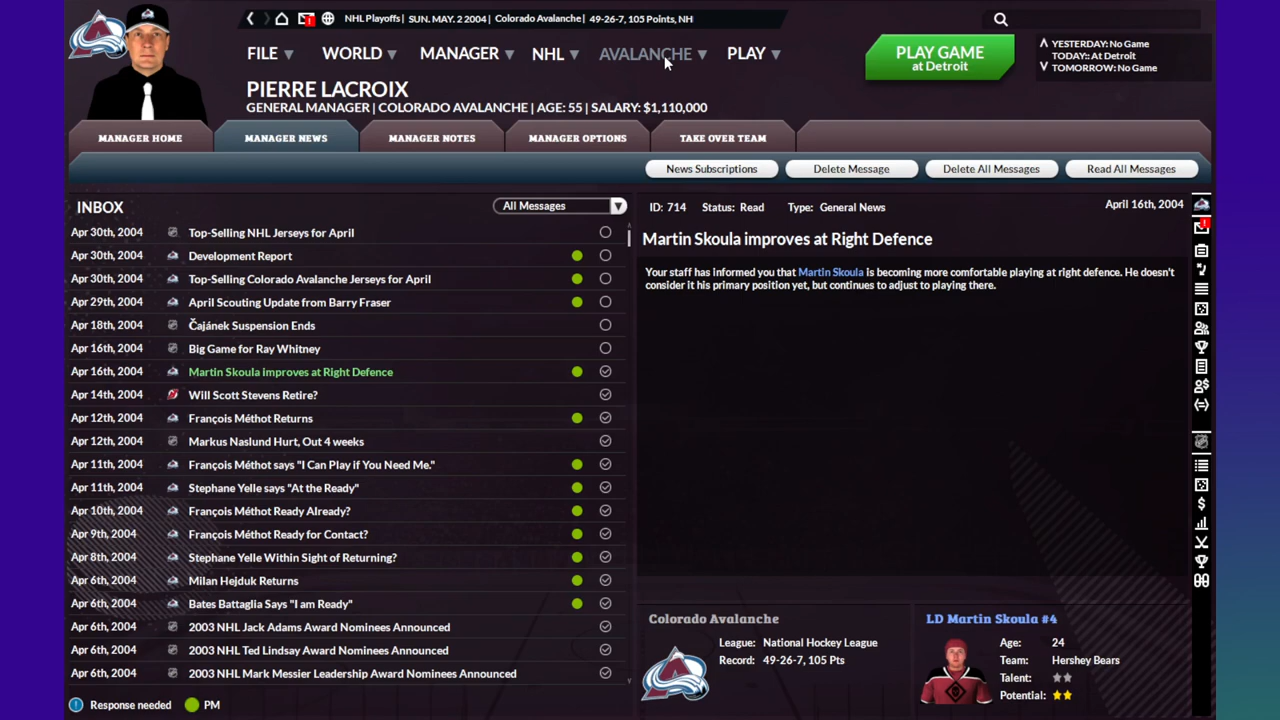 NHL Playoffs| SUN. MAY. 2 2004 | Colorado Avalanche| 49-26-7, 105 Points, NH
FILE WORLD MANAGER NHL AVALANCHE PLAY
PLAY GAME
at Detroit
YESTERDAY: No Game
TODAY:: At Detroit
TOMORROW: No Game
PIERRE LACROIX
GENERAL MANAGER | COLORADO AVALANCHE | AGE: 55 | SALARY: $1,110,000
MANAGER HOME MANAGER NEWS MANAGER NOTES MANAGER OPTIONS TAKE OVER TEAM
News Subscriptions Delete Message Delete All Messages Read All Messages
INBOX All Messages
Apr 30th, 2004 Top-Selling NHL Jerseys for April
Apr 30th, 2004 Development Report
Apr 30th, 2004 Top-Selling Colorado Avalanche Jerseys for April
Apr 29th, 2004 April Scouting Update from Barry Fraser
Apr 18th, 2004 Čajánek Suspension Ends
Apr 16th, 2004 Big Game for Ray Whitney
Apr 16th, 2004 Martin Skoula improves at Right Defence
Apr 14th, 2004 Will Scott Stevens Retire?
Apr 12th, 2004 François Méthot Returns
Apr 12th, 2004 Markus Naslund Hurt, Out 4 weeks
Apr 11th, 2004 François Méthot says "I Can Play if You Need Me."
Apr 11th, 2004 Stephane Yelle says "At the Ready"
Apr 10th, 2004 François Méthot Ready Already?
Apr 9th, 2004 François Méthot Ready for Contact?
Apr 8th, 2004 Stephane Yelle Within Sight of Returning?
Apr 6th, 2004 Milan Hejduk Returns
Apr 6th, 2004 Bates Battaglia Says "I am Ready"
Apr 6th, 2004 2003 NHL Jack Adams Award Nominees Announced
Apr 6th, 2004 2003 NHL Ted Lindsay Award Nominees Announced
Apr 6th, 2004 2003 NHL Mark Messier Leadership Award Nominees Announced
Response needed PM
ID: 714 Status: Read Type: General News April 16th, 2004
Martin Skoula improves at Right Defence
Your staff has informed you that Martin Skoula is becoming more comfortable playing at right defence. He doesn't
consider it his primary position yet, but continues to adjust to playing there.
Colorado Avalanche
League: National Hockey League
Record: 49-26-7, 105 Pts
LD Martin Skoula #4
Age: 24
Team: Hershey Bears
Talent:
Potential: